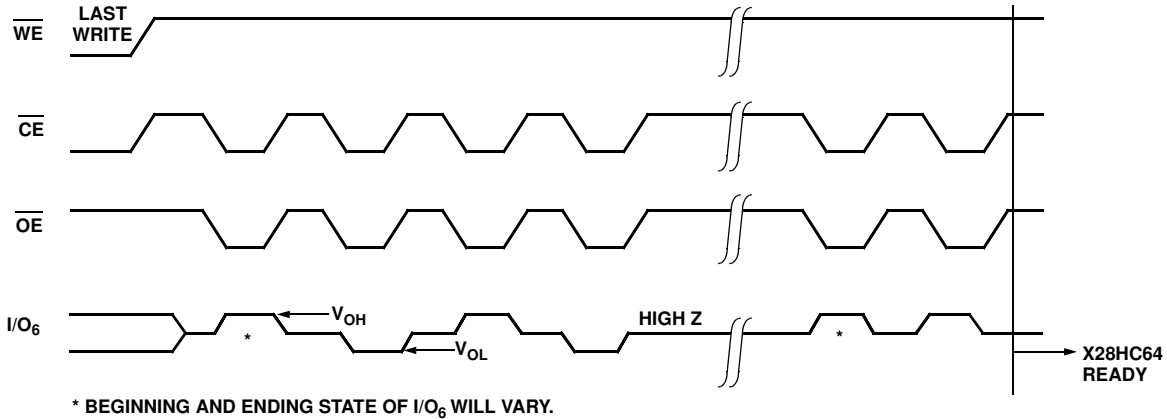 LAST
WRITE
WE
CE
OE
I/O6
VOH
*
VOL
HIGH Z
*
X28HC64
READY
* BEGINNING AND ENDING STATE OF I/O6 WILL VARY.